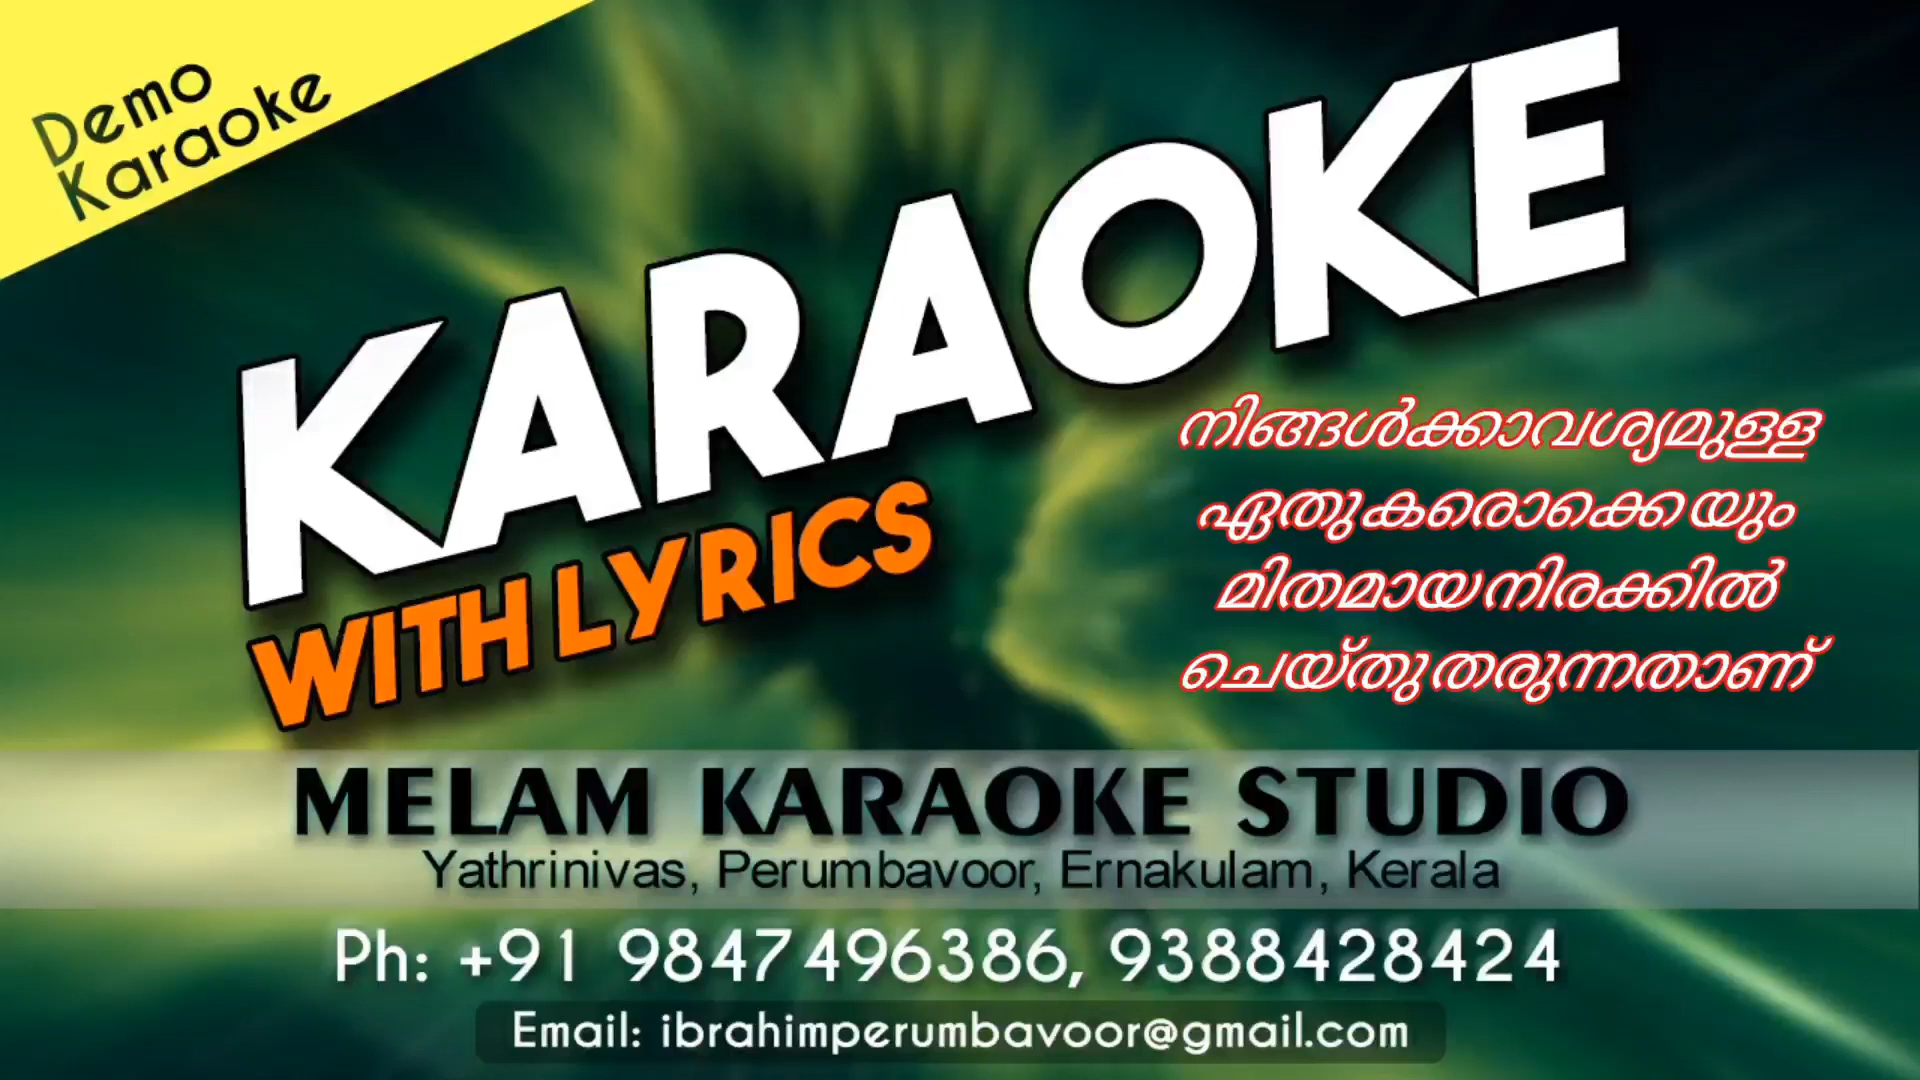 Demo
Karaoke
KARAOKE
WITH LYRICS
നിങ്ങൾക്കാവശ്യമുള്ള
ഏതു കരൊക്കെയും
മിതമായ നിരക്കിൽ
ചെയ്തു തരുന്നതാണ്
MELAM KARAOKE STUDIO
Yathrinivas, Perumbavoor, Ernakulam, Kerala
Ph: +91 9847496386, 9388428424
Email: ibrahimperumbavoor@gmail.com